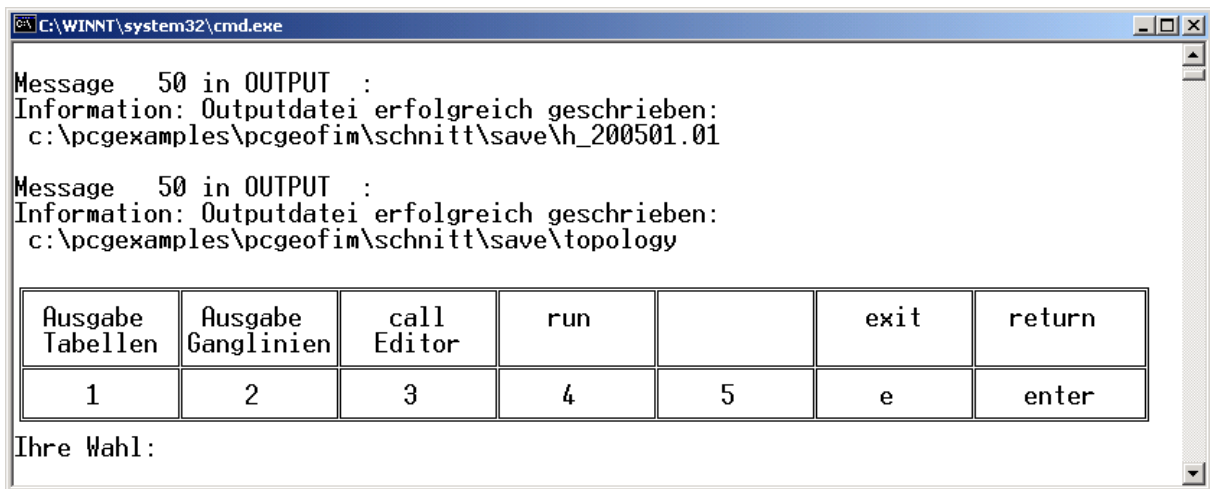 C:\WINNT\system32\cmd.exe
Message   50 in OUTPUT  :
Information: Outputdatei erfolgreich geschrieben:
c:\pcgexamples\pcgeofim\schnitt\save\h_200501.01
Message   50 in OUTPUT  :
Information: Outputdatei erfolgreich geschrieben:
c:\pcgexamples\pcgeofim\schnitt\save\topology
Ausgabe Ausgabe call run exit return
Tabellen Ganglinien Editor
1 2 3 4 5 e enter
Ihre Wahl: